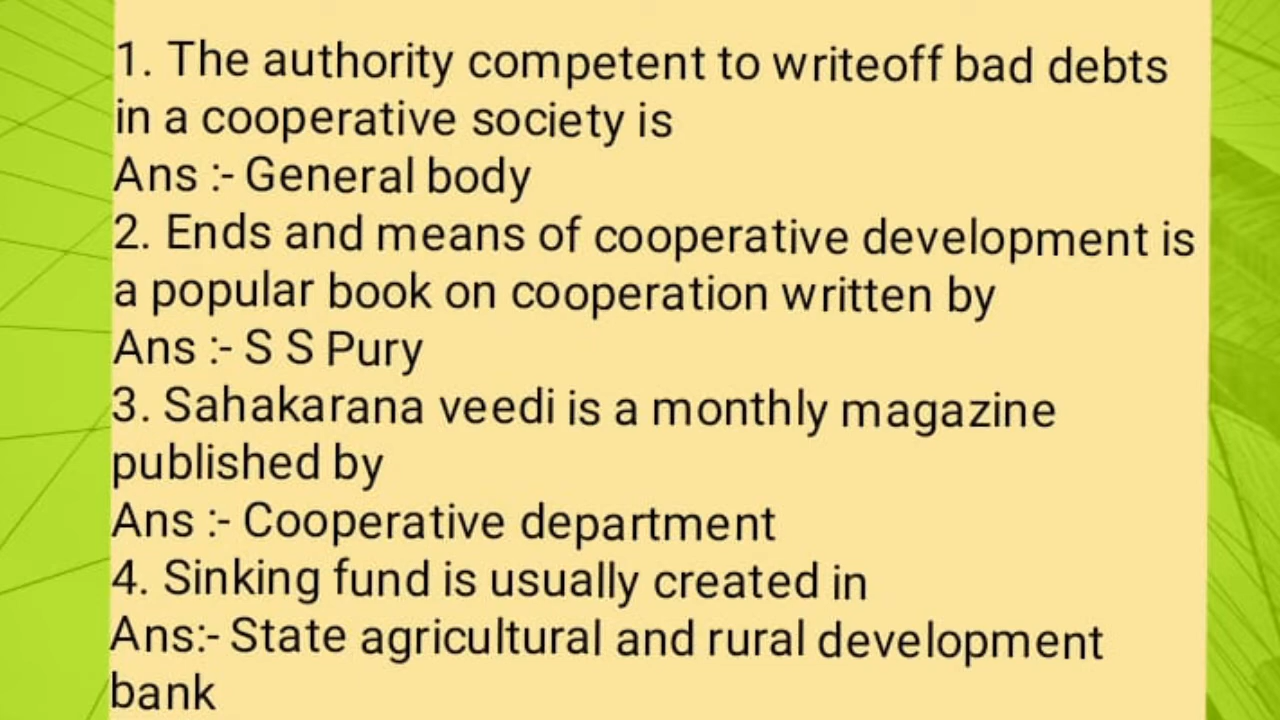 1. The authority competent to writeoff bad debts
in a cooperative society is
Ans :- General body
2. Ends and means of cooperative development is
a popular book on cooperation written by
Ans :- S S Pury
3. Sahakarana veedi is a monthly magazine
published by
Ans :- Cooperative department
4. Sinking fund is usually created in
Ans:- State agricultural and rural development
bank